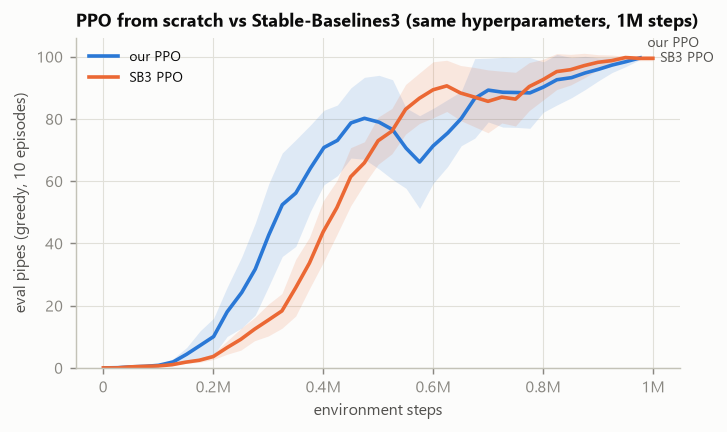 PPO from scratch vs Stable-Baselines3 (same hyperparameters, 1M steps)
our PPO
SB3 PPO
our PPO
SB3 PPO
100
80
60
40
20
0
eval pipes (greedy, 10 episodes)
0
0.2M
0.4M
0.6M
0.8M
1M
environment steps